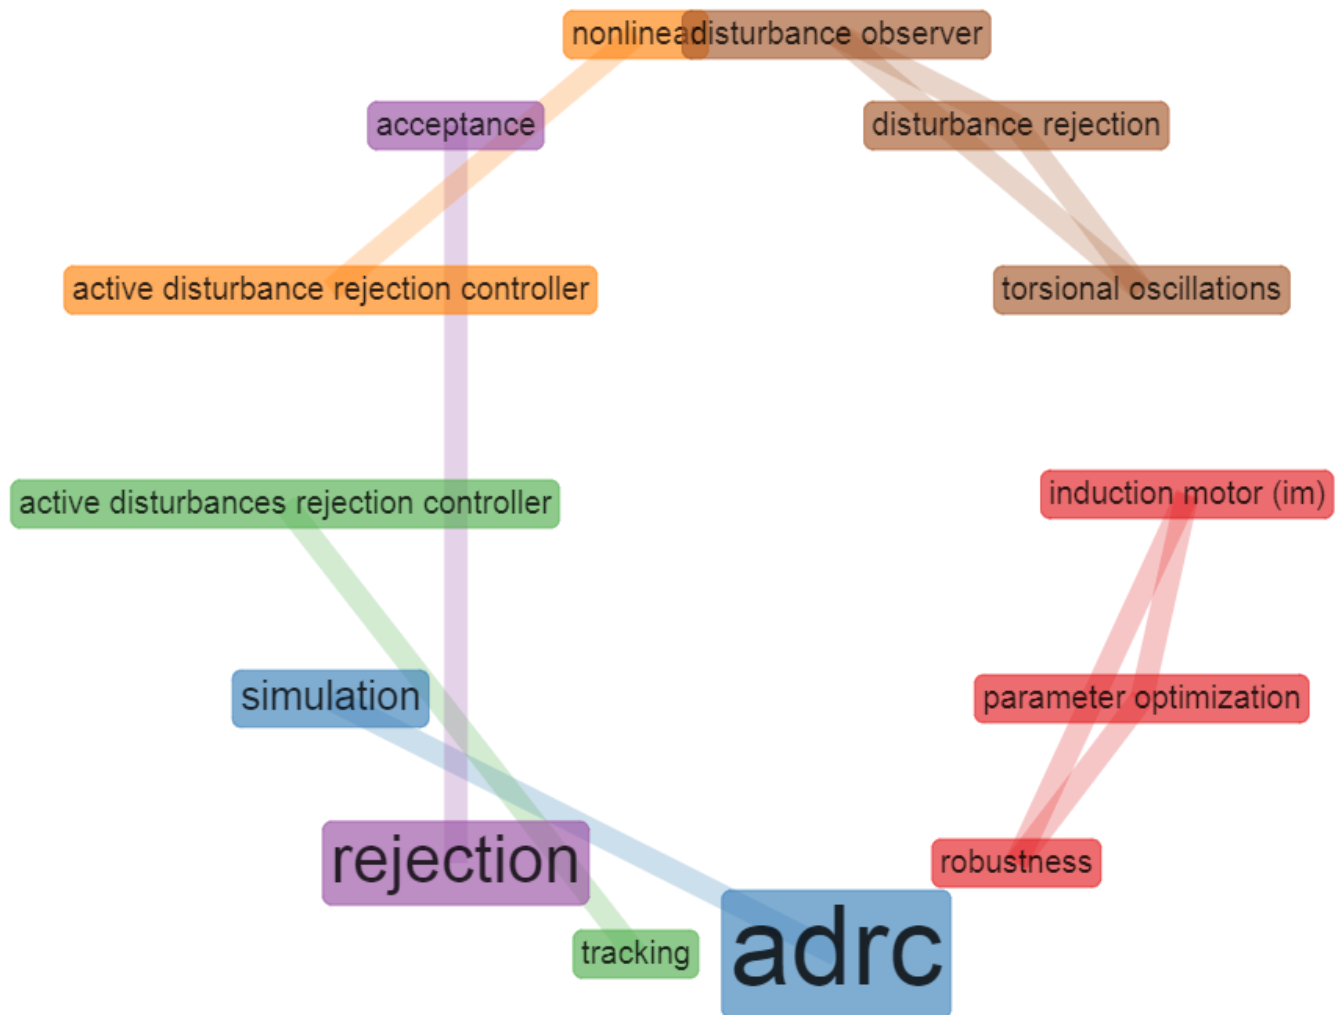 nonlinea
disturbance observer
acceptance
disturbance rejection
active disturbance rejection controller
torsional oscillations
active disturbances rejection controller
induction motor (im)
simulation
parameter optimization
rejection
robustness
tracking
adrc